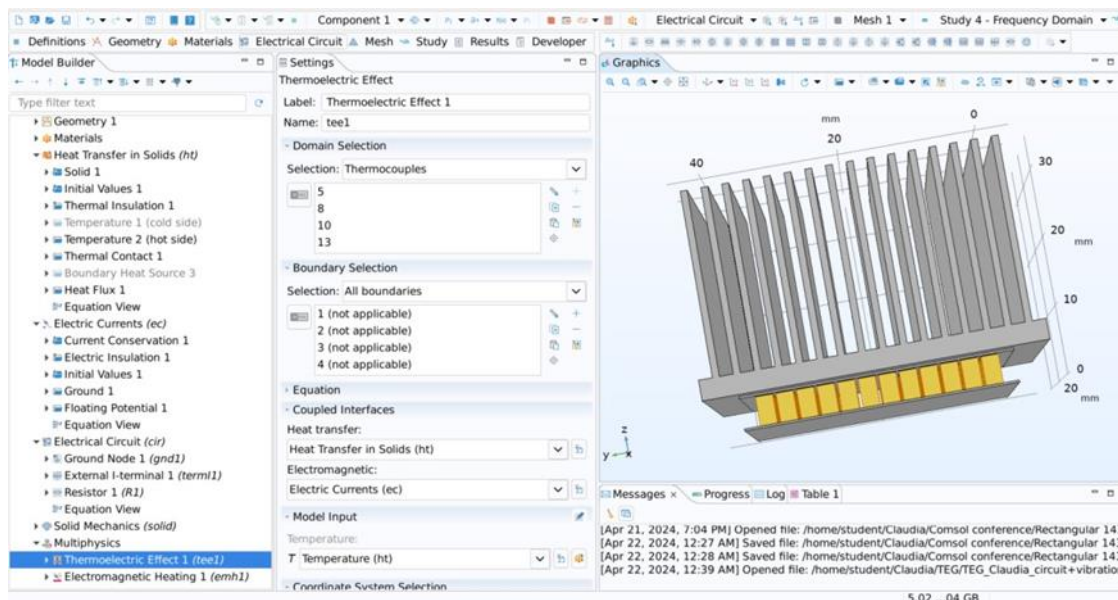 Component 1
Electrical Circuit
Mesh 1
Study 4 - Frequency Domain
Definitions
Geometry
Materials
Electrical Circuit
Mesh
Study
Results
Developer
Model Builder
Type filter text
Geometry 1
Materials
Heat Transfer in Solids (ht)
Solid 1
Initial Values 1
Thermal Insulation 1
Temperature 1 (cold side)
Temperature 2 (hot side)
Thermal Contact 1
Boundary Heat Source 3
Heat Flux 1
Equation View
Electric Currents (ec)
Current Conservation 1
Electric Insulation 1
Initial Values 1
Ground 1
Floating Potential 1
Equation View
Electrical Circuit (cir)
Ground Node 1 (gnd1)
External I-terminal 1 (termI1)
Resistor 1 (R1)
Equation View
Solid Mechanics (solid)
Multiphysics
Thermoelectric Effect 1 (tee1)
Electromagnetic Heating 1 (emh1)
Settings
Thermoelectric Effect
Label: Thermoelectric Effect 1
Name: tee1
Domain Selection
Selection: Thermocouples
5
8
10
13
Boundary Selection
Selection: All boundaries
1 (not applicable)
2 (not applicable)
3 (not applicable)
4 (not applicable)
Equation
Coupled Interfaces
Heat transfer:
Heat Transfer in Solids (ht)
Electromagnetic:
Electric Currents (ec)
Model Input
Temperature:
T Temperature (ht)
Coordinate System Selection
Graphics
mm
0
20
40
30
20
mm
10
0
20
mm
z
y
x
Messages
Progress
Log
Table 1
[Apr 21, 2024, 7:04 PM] Opened file: /home/student/Claudia/Comsol conference/Rectangular 14
[Apr 22, 2024, 12:27 AM] Saved file: /home/student/Claudia/Comsol conference/Rectangular 14
[Apr 22, 2024, 12:28 AM] Saved file: /home/student/Claudia/Comsol conference/Rectangular 14
[Apr 22, 2024, 12:39 AM] Opened file: /home/student/Claudia/TEG/TEG_Claudia_circuit+vibratio